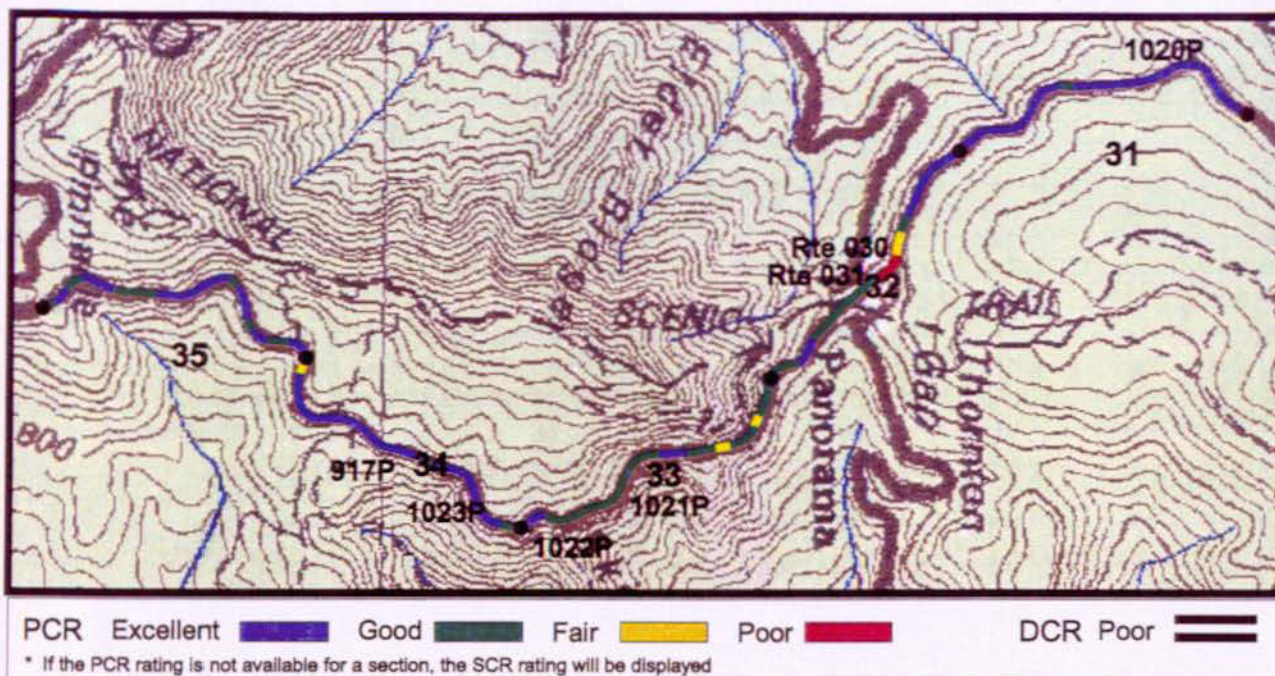 1020P
31
NATIONAL
Rte 030
Rte 031
32
SCENIC
TRAIL
35
Panorama
Gap
Thornton
800
917P
34
33
1023P
1021P
1022P
PCR Excellent Good Fair Poor DCR Poor
* If the PCR rating is not available for a section, the SCR rating will be displayed